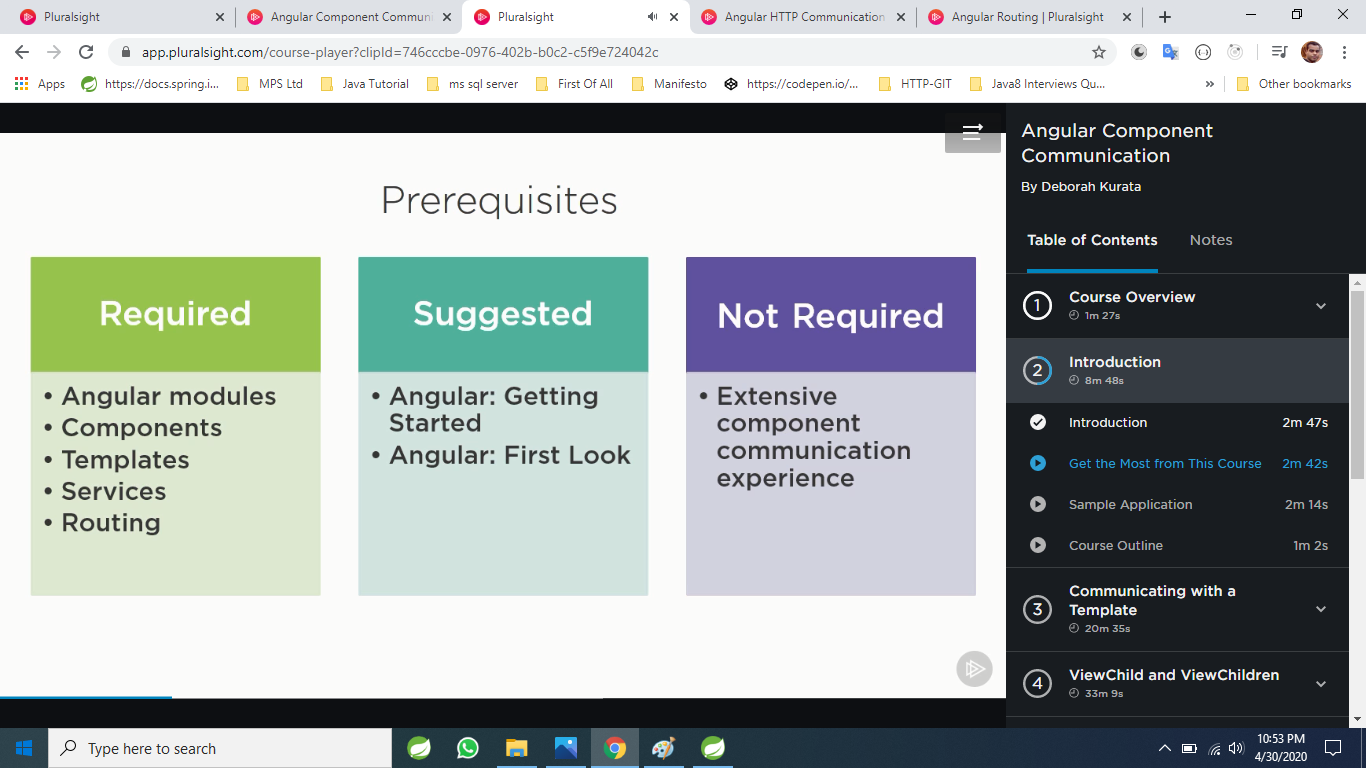 Pluralsight
Angular Component Communi
Pluralsight
Angular HTTP Communication
Angular Routing | Pluralsight
app.pluralsight.com/course-player?clipId=746cccbe-0976-402b-b0c2-c5f9e724042c
Apps
https://docs.spring.i...
MPS Ltd
Java Tutorial
ms sql server
First Of All
Manifesto
https://codepen.io/...
HTTP-GIT
Java8 Interviews Qu...
»
Other bookmarks
Prerequisites
Required
• Angular modules
• Components
• Templates
• Services
• Routing
Suggested
• Angular: Getting
Started
• Angular: First Look
Not Required
• Extensive
component
communication
experience
Angular Component
Communication
By Deborah Kurata
Table of Contents
Notes
1
Course Overview
1m 27s
2
Introduction
8m 48s
Introduction 2m 47s
Get the Most from This Course 2m 42s
Sample Application 2m 14s
Course Outline 1m 2s
3
Communicating with a
Template
20m 35s
4
ViewChild and ViewChildren
33m 9s
Type here to search
10:53 PM
4/30/2020